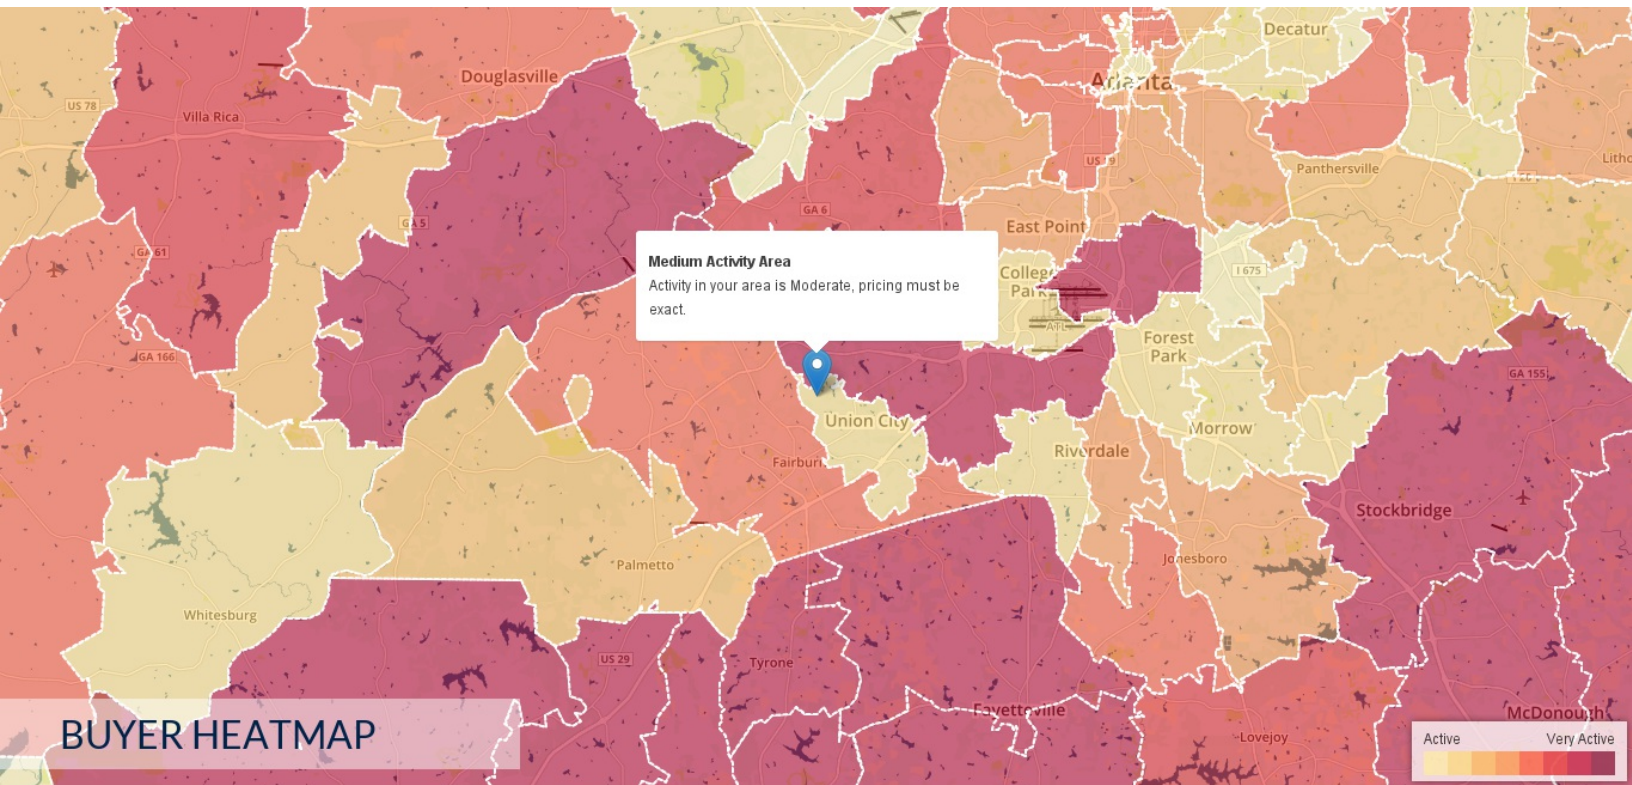 Decatur
Douglasville
Atlanta
US 78
Villa Rica
US 19
Panthersville
GA 6
GA 5
East Point
GA 61
Medium Activity Area
Activity in your area is Moderate, pricing must be
exact.
College
Park
I 675
ATL
Forest
Park
GA 166
GA 155
Union City
Morrow
Riverdale
Fairburn
Stockbridge
Jonesboro
Palmetto
Whitesburg
US 29
Tyrone
Fayetteville
McDonough
Lovejoy
BUYER HEATMAP
Active Very Active